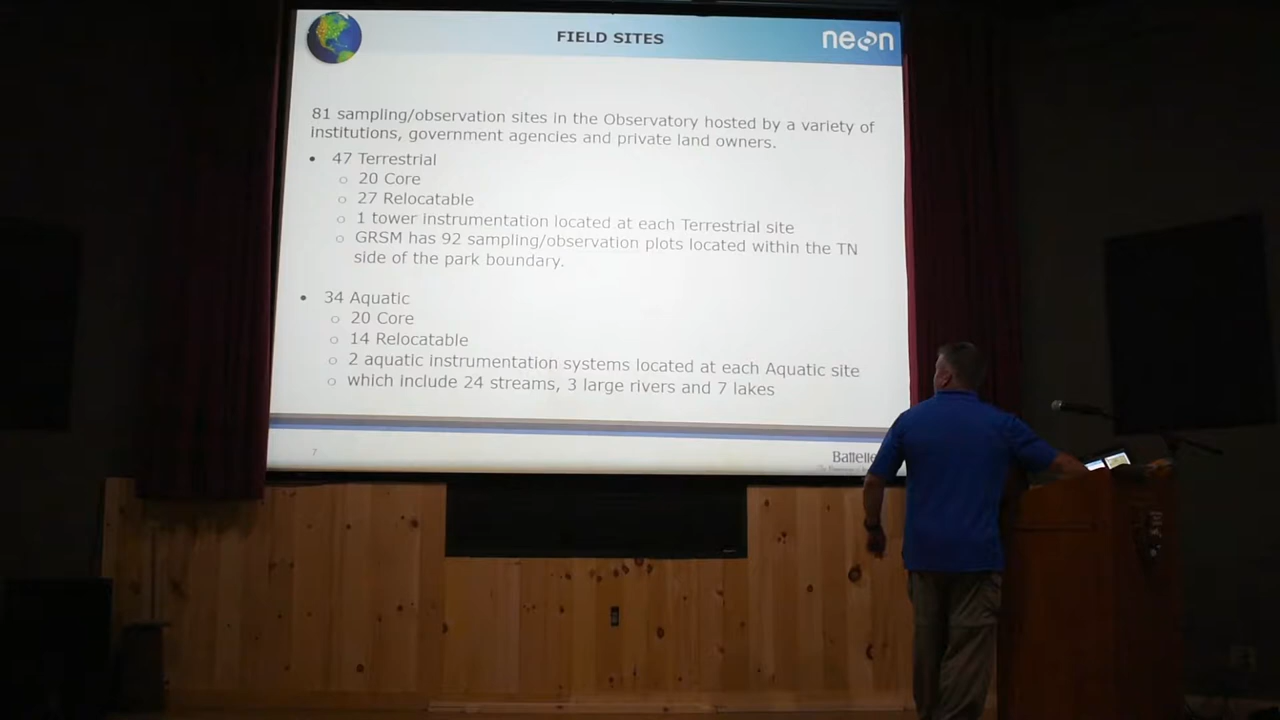 FIELD SITES
neon
81 sampling/observation sites in the Observatory hosted by a variety of
institutions, government agencies and private land owners.
• 47 Terrestrial
o 20 Core
o 27 Relocatable
o 1 tower instrumentation located at each Terrestrial site
o GRSM has 92 sampling/observation plots located within the TN
side of the park boundary.
• 34 Aquatic
o 20 Core
o 14 Relocatable
o 2 aquatic instrumentation systems located at each Aquatic site
o which include 24 streams, 3 large rivers and 7 lakes
7
Battelle